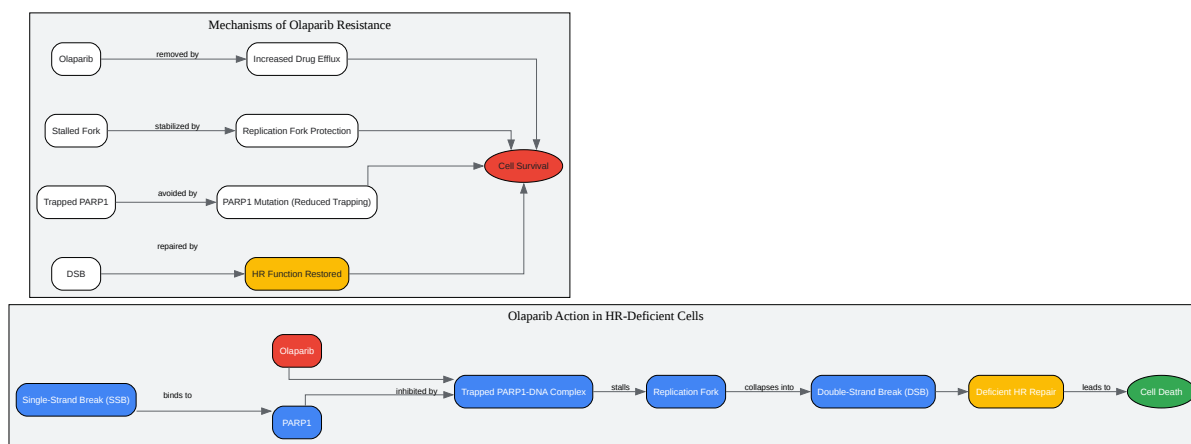 Mechanisms of Olaparib Resistance
Olaparib
removed by
Increased Drug Efflux
Stalled Fork
stabilized by
Replication Fork Protection
Cell Survival
Trapped PARP1
avoided by
PARP1 Mutation (Reduced Trapping)
repaired by
DSB
HR Function Restored
Olaparib Action in HR-Deficient Cells
Olaparib
Single-Strand Break (SSB)
binds to
PARP1
inhibited by
Trapped PARP1-DNA Complex
stalls
Replication Fork
collapses into
Double-Strand Break (DSB)
Deficient HR Repair
leads to
Cell Death